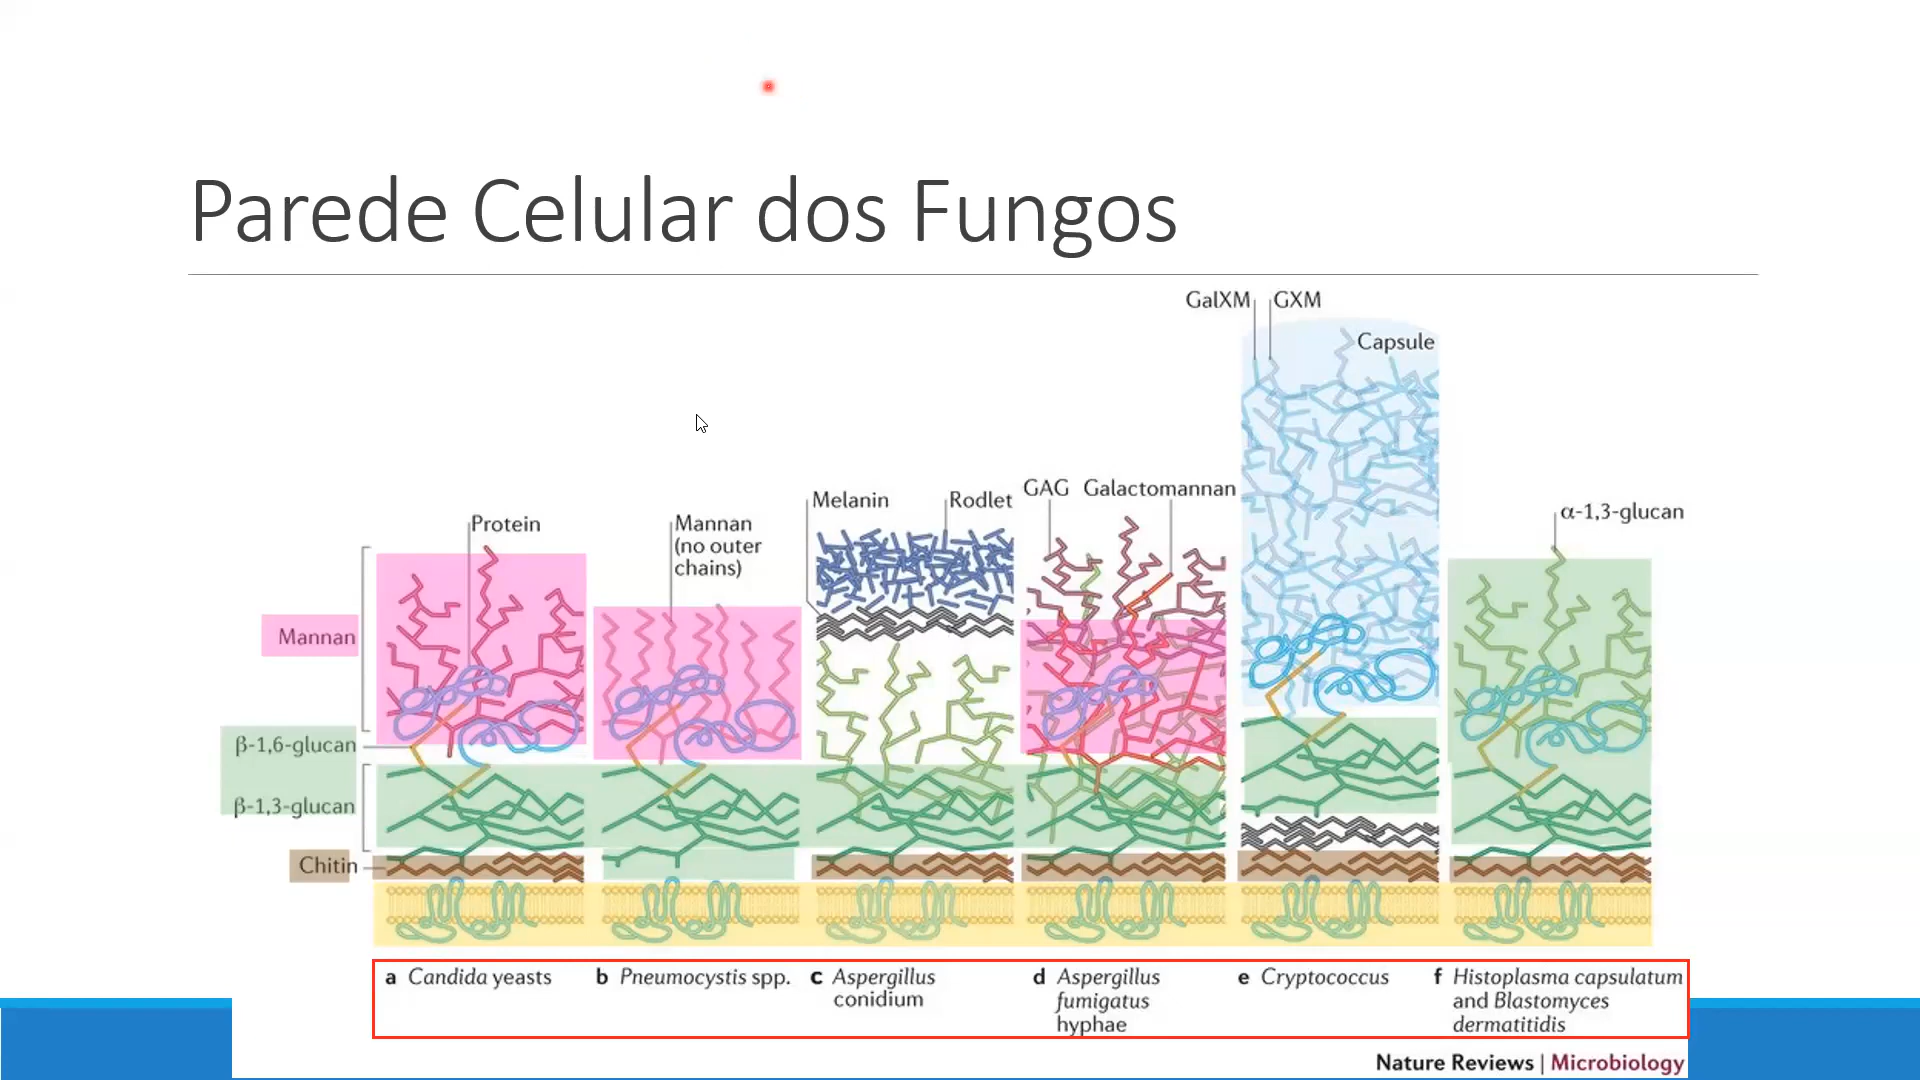 Parede Celular dos Fungos
GalXM
GXM
Capsule
Melanin
Rodlet
GAG
Galactomannan
α-1,3-glucan
Protein
Mannan
(no outer
chains)
Mannan
β-1,6-glucan
β-1,3-glucan
Chitin
a Candida yeasts
b Pneumocystis spp.
c Aspergillus
conidium
d Aspergillus
fumigatus
hyphae
e Cryptococcus
f Histoplasma capsulatum
and Blastomyces
dermatitidis
Nature Reviews | Microbiology